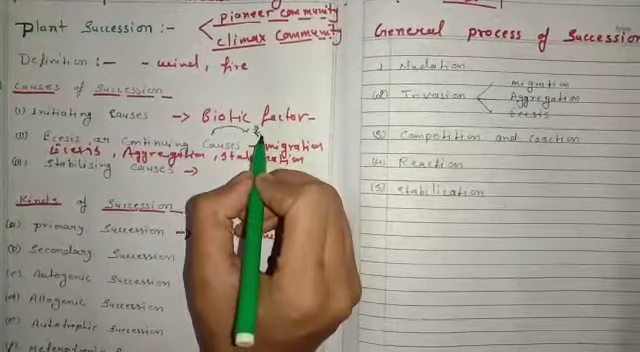 Plant Succession :-
pioneer community
climax community
Definition :- - wind, fire
Causes of Succession
(i) Initiating Causes -> Biotic factor-
(ii) Ecesis or Continuing Causes - migration
Ecesis, Aggregation,
(iii) Stabilising Causes ->
Kinds of Succession
(a) primary Succession ->
(b) Secondary Succession
(c) Autogenic Succession
(d) Allogenic Succession
(e) Autotrophic Succession
General process of Succession
1) Nudation
(2) Invasion
Migration
Aggregation
Ecesis
(3) Competition and coaction
(4) Reaction
(5) Stabilization